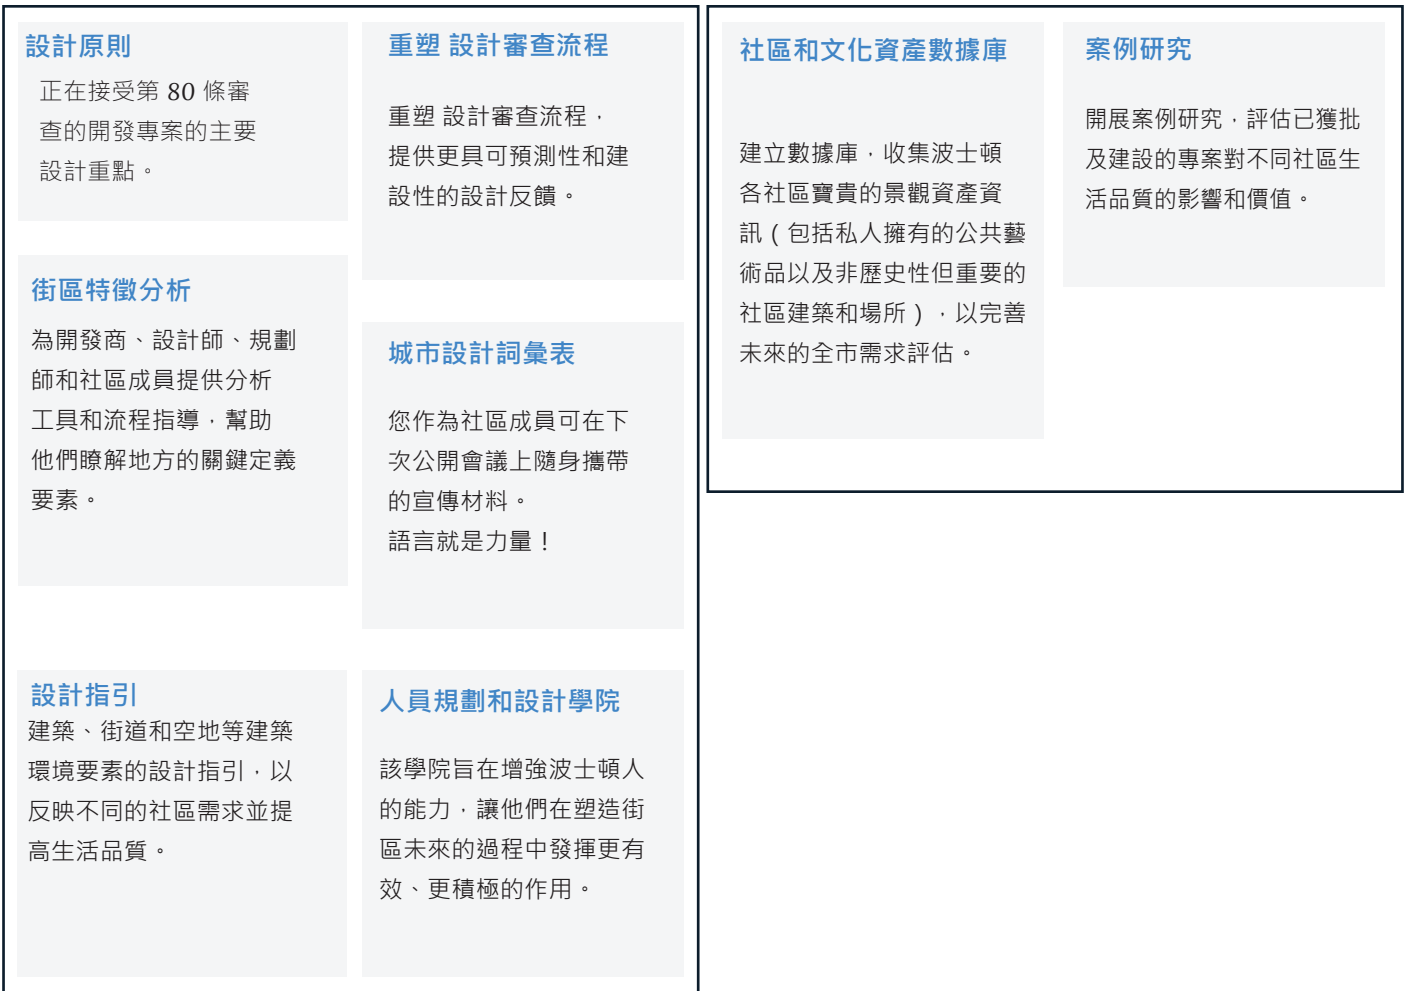 設計原則
正在接受第 80 條審
查的開發專案的主要
設計重點。
街區特徵分析
為開發商、設計師、規劃
師和社區成員提供分析
工具和流程指導，幫助
他們瞭解地方的關鍵定義
要素。
設計指引
建築、街道和空地等建築
環境要素的設計指引，以
反映不同的社區需求並提
高生活品質。
重塑 設計審查流程
重塑 設計審查流程，
提供更具可預測性和建
設性的設計反饋。
城市設計詞彙表
您作為社區成員可在下
次公開會議上隨身攜帶
的宣傳材料。
語言就是力量！
人員規劃和設計學院
該學院旨在增強波士頓人
的能力，讓他們在塑造街
區未來的過程中發揮更有
效、更積極的作用。
社區和文化資產數據庫
建立數據庫，收集波士頓
各社區寶貴的景觀資產資
訊（包括私人擁有的公共藝
術品以及非歷史性但重要的
社區建築和場所），以完善
未來的全市需求評估。
案例研究
開展案例研究，評估已獲批
及建設的專案對不同社區生
活品質的影響和價值。